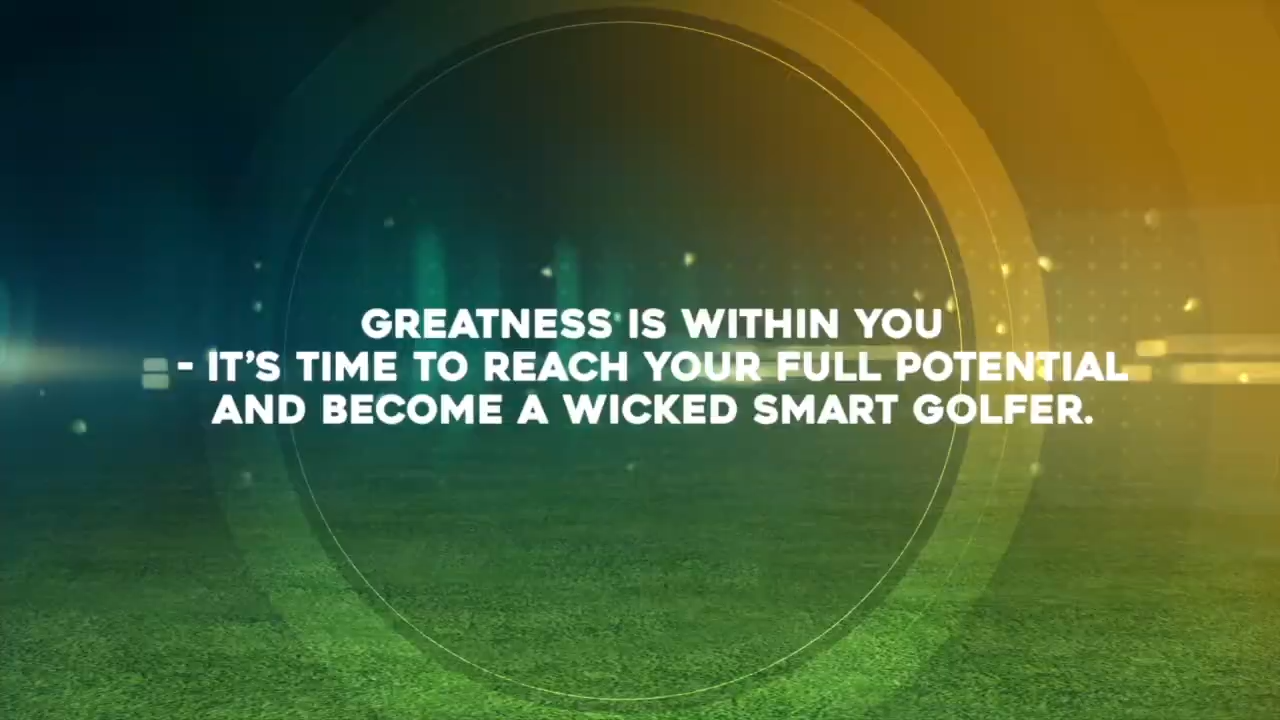 GREATNESS IS WITHIN YOU
- IT'S TIME TO REACH YOUR FULL POTENTIAL
AND BECOME A WICKED SMART GOLFER.